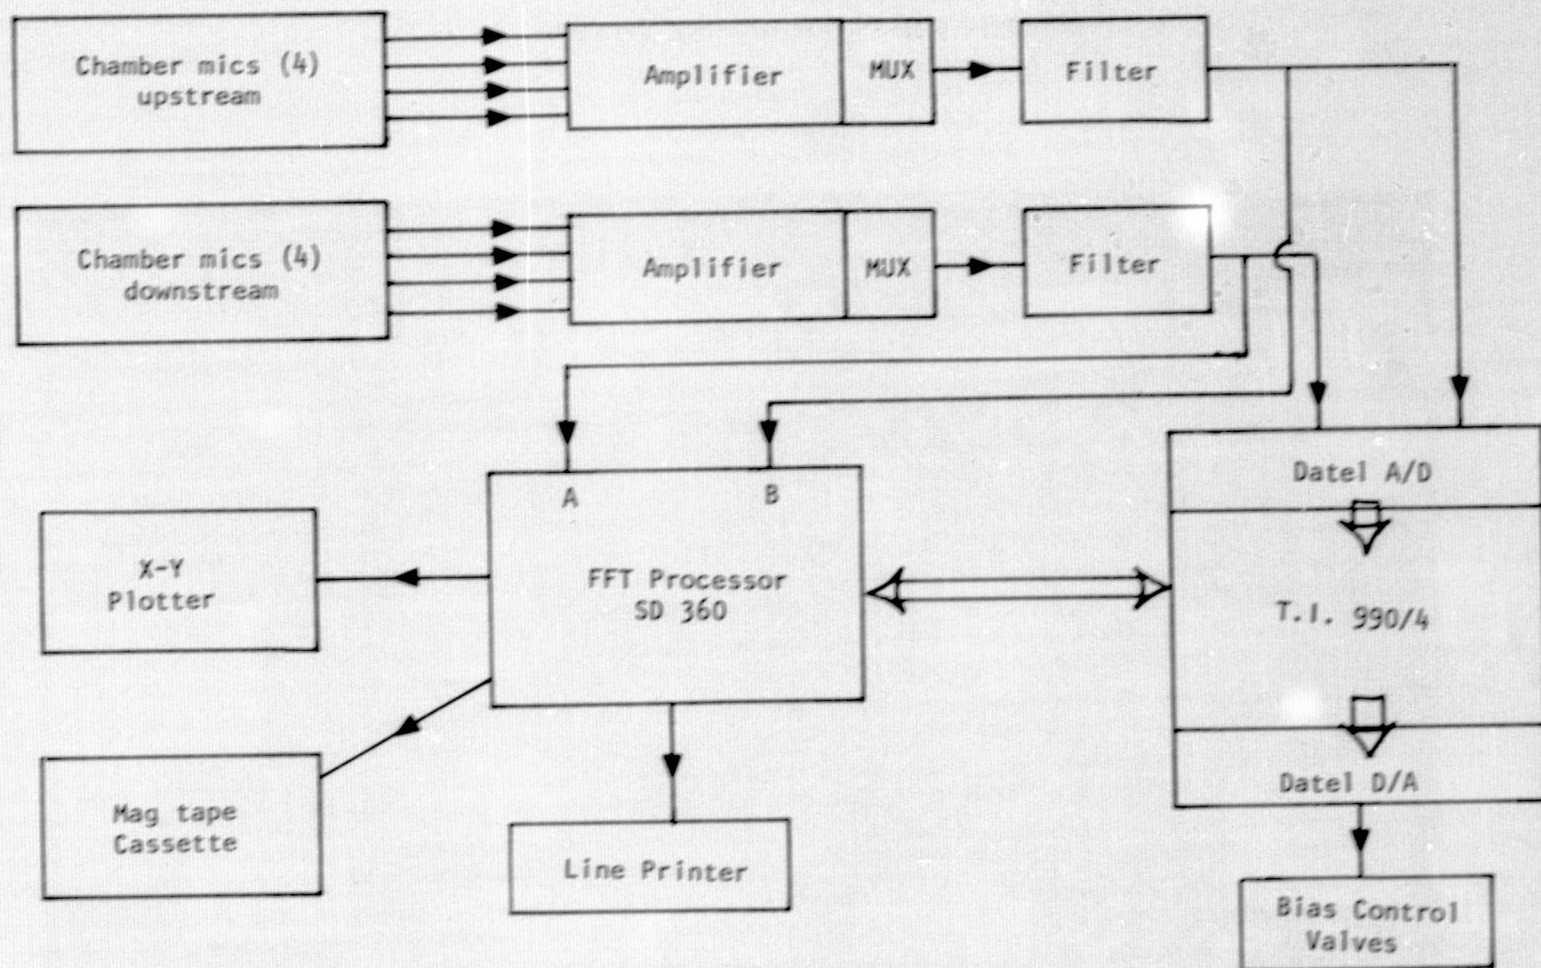 Chamber mics (4)
upstream
Amplifier
MUX
Filter
Chamber mics (4)
downstream
Amplifier
MUX
Filter
Datel A/D
A
B
X-Y
Plotter
FFT Processor
SD 360
T.I. 990/4
Mag tape
Cassette
Datel D/A
Line Printer
Bias Control
Valves